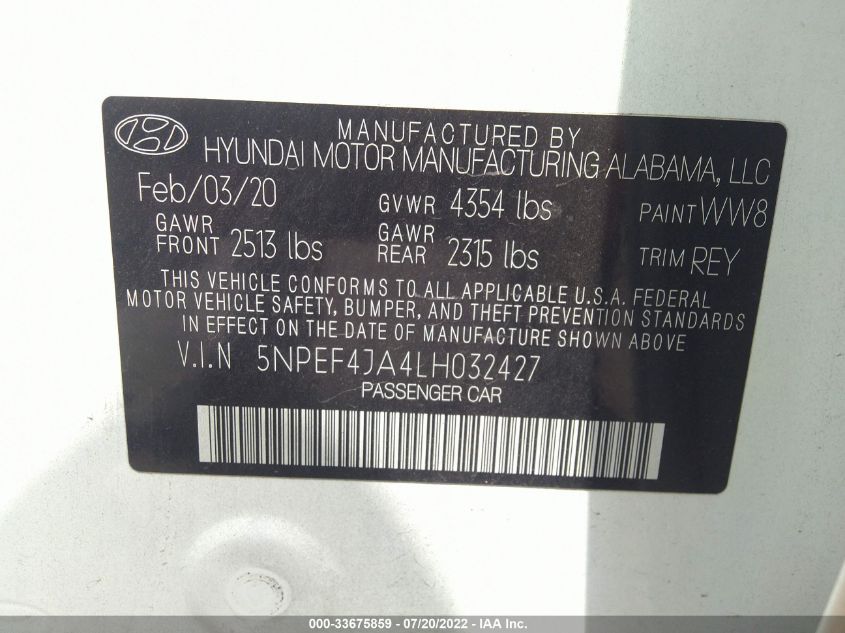 MANUFACTURED BY
HYUNDAI MOTOR MANUFACTURING ALABAMA, LLC
Feb/03/20 GVWR 4354 lbs PAINT WW8
GAWR FRONT 2513 lbs GAWR REAR 2315 lbs TRIM REY
THIS VEHICLE CONFORMS TO ALL APPLICABLE U.S.A. FEDERAL
MOTOR VEHICLE SAFETY, BUMPER, AND THEFT PREVENTION STANDARDS
IN EFFECT ON THE DATE OF MANUFACTURE SHOWN ABOVE.
V.I.N 5NPEF4JA4LH032427
PASSENGER CAR
000-33675859 - 07/20/2022 - IAA Inc.